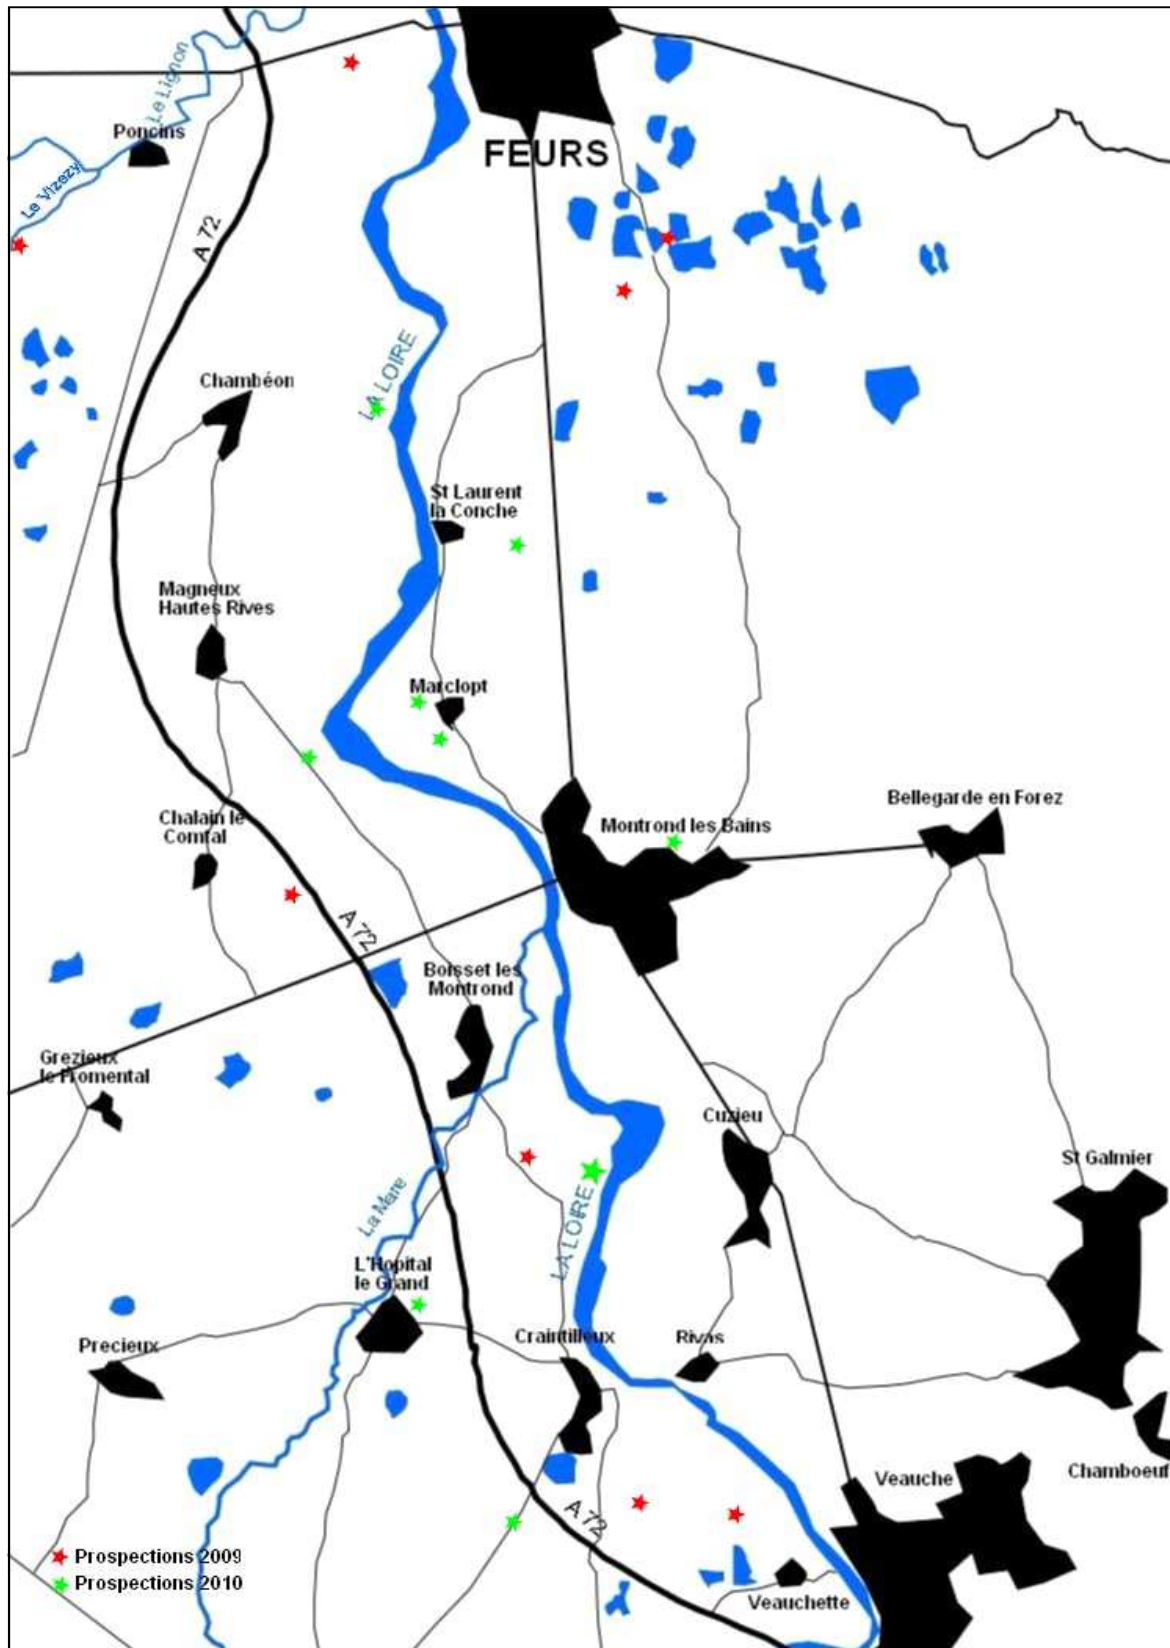 Le Lignon
Poncins
FEURS
Le Vizezy
A 72
LA LOIRE
Chambéon
St Laurent
la Conche
Magneux
Hautes Rives
Marclopt
Bellegarde en Forez
Chalain le
Comtal
Montrond les Bains
A 72
Boisset les
Montrond
Grezieux
le Fromental
Cuzieu
St Galmier
La Mare
LA LOIRE
L'Hopital
le Grand
Craintilleux
Rivas
Precieux
Chamboeuf
Veauche
A 72
Prospections 2009
Prospections 2010
Veauchette